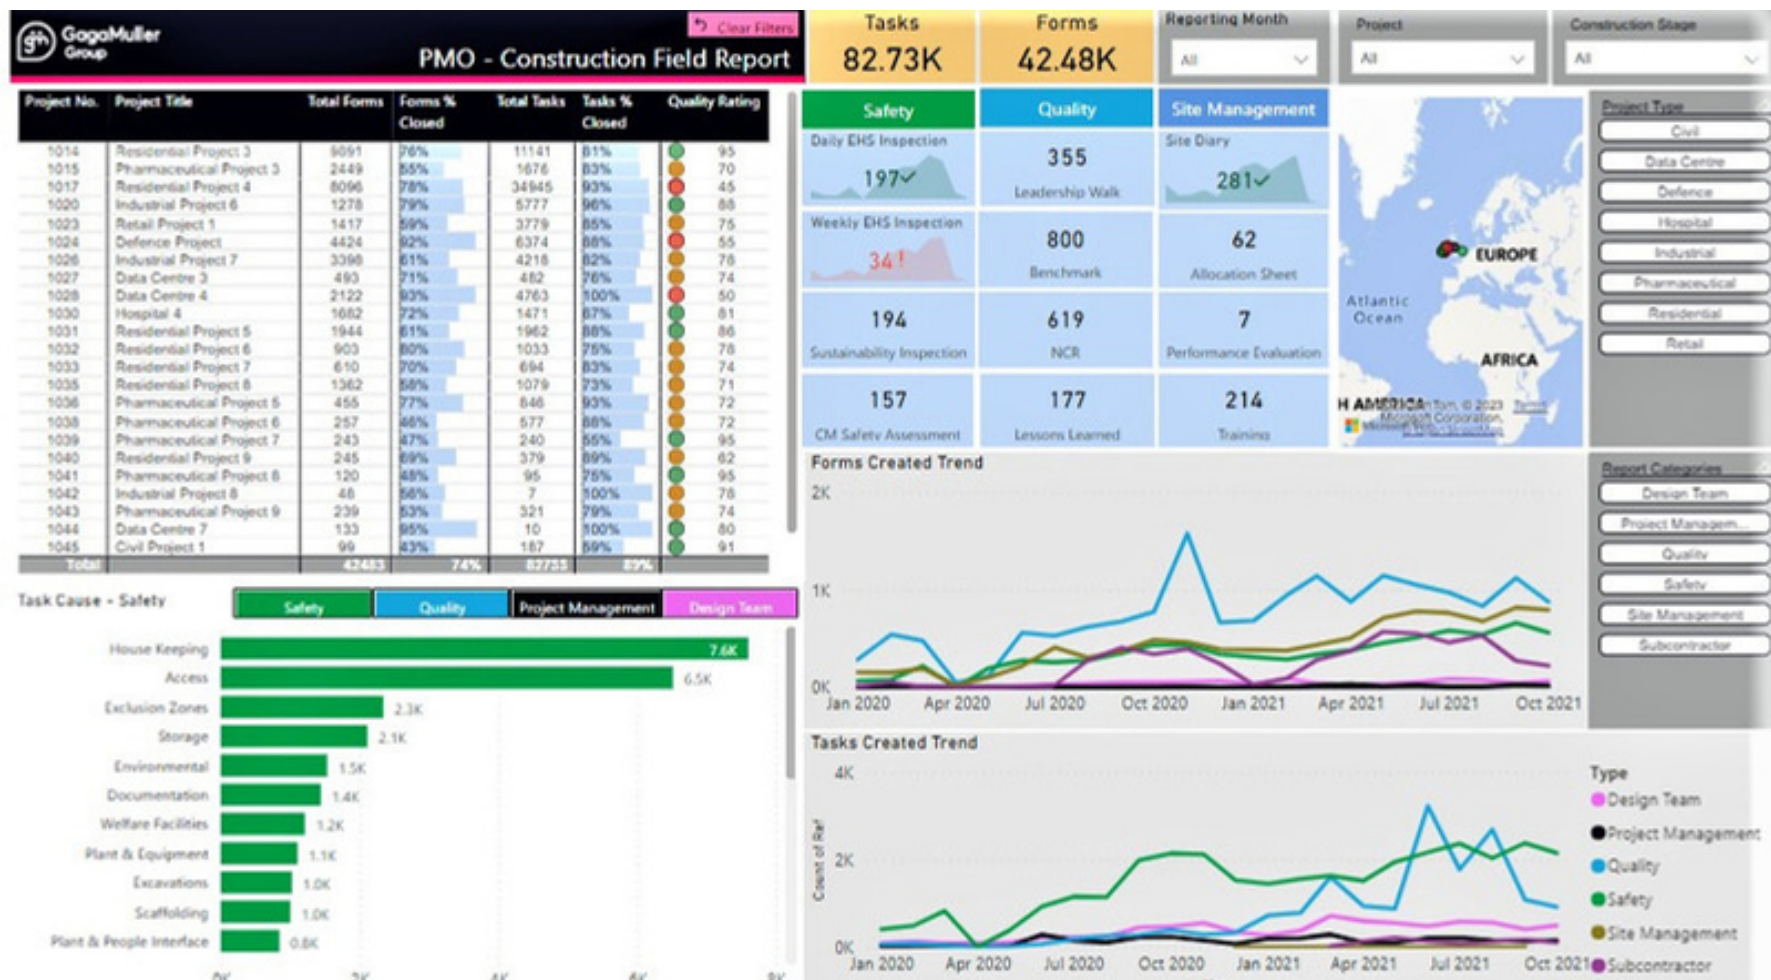 GagaMuller
Group
Clear Filters
PMO - Construction Field Report
Tasks
82.73K
Forms
42.48K
Reporting Month
All
Project
All
Construction Stage
All
Project No. Project Title Total Forms Forms % Closed Total Tasks Tasks % Closed Quality Rating
1014 Residential Project 3 76% 11141 81% 95
1015 Pharmaceutical Project 3 2449 55% 1676 83% 70
1017 Residential Project 4 8096 78% 34945 93% 45
1020 Industrial Project 6 1278 79% 5777 96% 88
1023 Retail Project 1 1417 59% 3779 85% 75
1024 Defence Project 4424 92% 6374 88% 55
1026 Industrial Project 7 3398 61% 4218 82% 78
1027 Data Centre 3 493 71% 482 76% 74
1028 Data Centre 4 2122 93% 4763 100% 50
1030 Hospital 4 1682 72% 1471 67% 81
1031 Residential Project 5 1944 61% 1962 88% 86
1032 Residential Project 6 903 80% 1033 75% 78
1033 Residential Project 7 610 70% 694 83% 74
1035 Residential Project 8 1362 58% 1079 73% 71
1036 Pharmaceutical Project 5 455 77% 846 93% 72
1038 Pharmaceutical Project 6 257 46% 577 88% 72
1039 Pharmaceutical Project 7 243 47% 240 55% 95
1040 Residential Project 9 245 69% 379 89% 62
1041 Pharmaceutical Project 8 120 48% 95 75% 95
1042 Industrial Project 8 48 56% 7 100% 78
1043 Pharmaceutical Project 9 239 53% 321 79% 74
1044 Data Centre 7 133 95% 10 100% 80
1045 Civil Project 1 99 43% 187 59% 91
Total 42483 74% 82733 89%
Safety
Quality
Site Management
Daily EHS Inspection
197✓
355
Leadership Walk
Site Diary
281✓
Weekly EHS Inspection
34!
800
Benchmark
62
Allocation Sheet
194
Sustainability Inspection
619
NCR
7
Performance Evaluation
157
CM Safety Assessment
177
Lessons Learned
214
Training
EUROPE
Atlantic
Ocean
AFRICA
H AMERICA
© 2023
Terms
Microsoft Corporation,
Project Type
Civil
Data Centre
Defence
Hospital
Industrial
Pharmaceutical
Residential
Retail
Forms Created Trend
2K
1K
0K
Jan 2020 Apr 2020 Jul 2020 Oct 2020 Jan 2021 Apr 2021 Jul 2021 Oct 2021
Report Categories
Design Team
Project Managem...
Quality
Safety
Site Management
Subcontractor
Task Cause - Safety
Safety
Quality
Project Management
Design Team
House Keeping 7.6K
Access 6.5K
Exclusion Zones 2.3K
Storage 2.1K
Environmental 1.5K
Documentation 1.4K
Welfare Facilities 1.2K
Plant & Equipment 1.1K
Excavations 1.0K
Scaffolding 1.0K
Plant & People Interface 0.8K
0K 2K 4K 6K 8K
Tasks Created Trend
Count of Ref
4K
2K
0K
Jan 2020 Apr 2020 Jul 2020 Oct 2020 Jan 2021 Apr 2021 Jul 2021 Oct 2021
Type
Design Team
Project Management
Quality
Safety
Site Management
Subcontractor